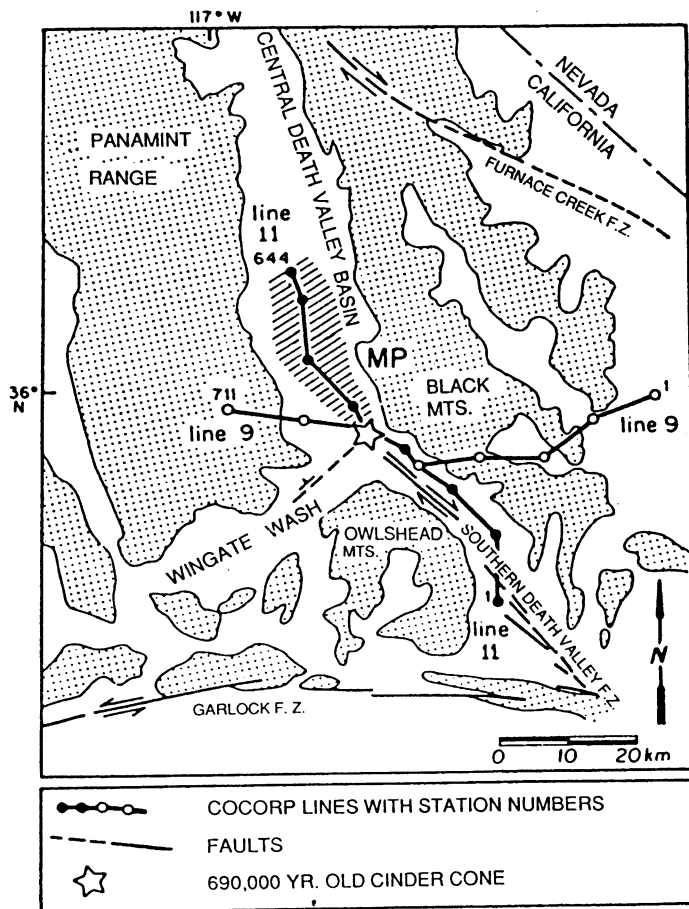 117° W
CENTRAL DEATH VALLEY BASIN
NEVADA
CALIFORNIA
PANAMINT
RANGE
FURNACE CREEK F.Z.
line
11
644
MP
36°
N
711
line 9
BLACK
MTS.
1
line 9
WINGATE WASH
OWLSHEAD
MTS.
SOUTHERN DEATH VALLEY F.Z.
1
line
11
N
GARLOCK F. Z.
0 10 20 km
COCORP LINES WITH STATION NUMBERS
FAULTS
690,000 YR. OLD CINDER CONE